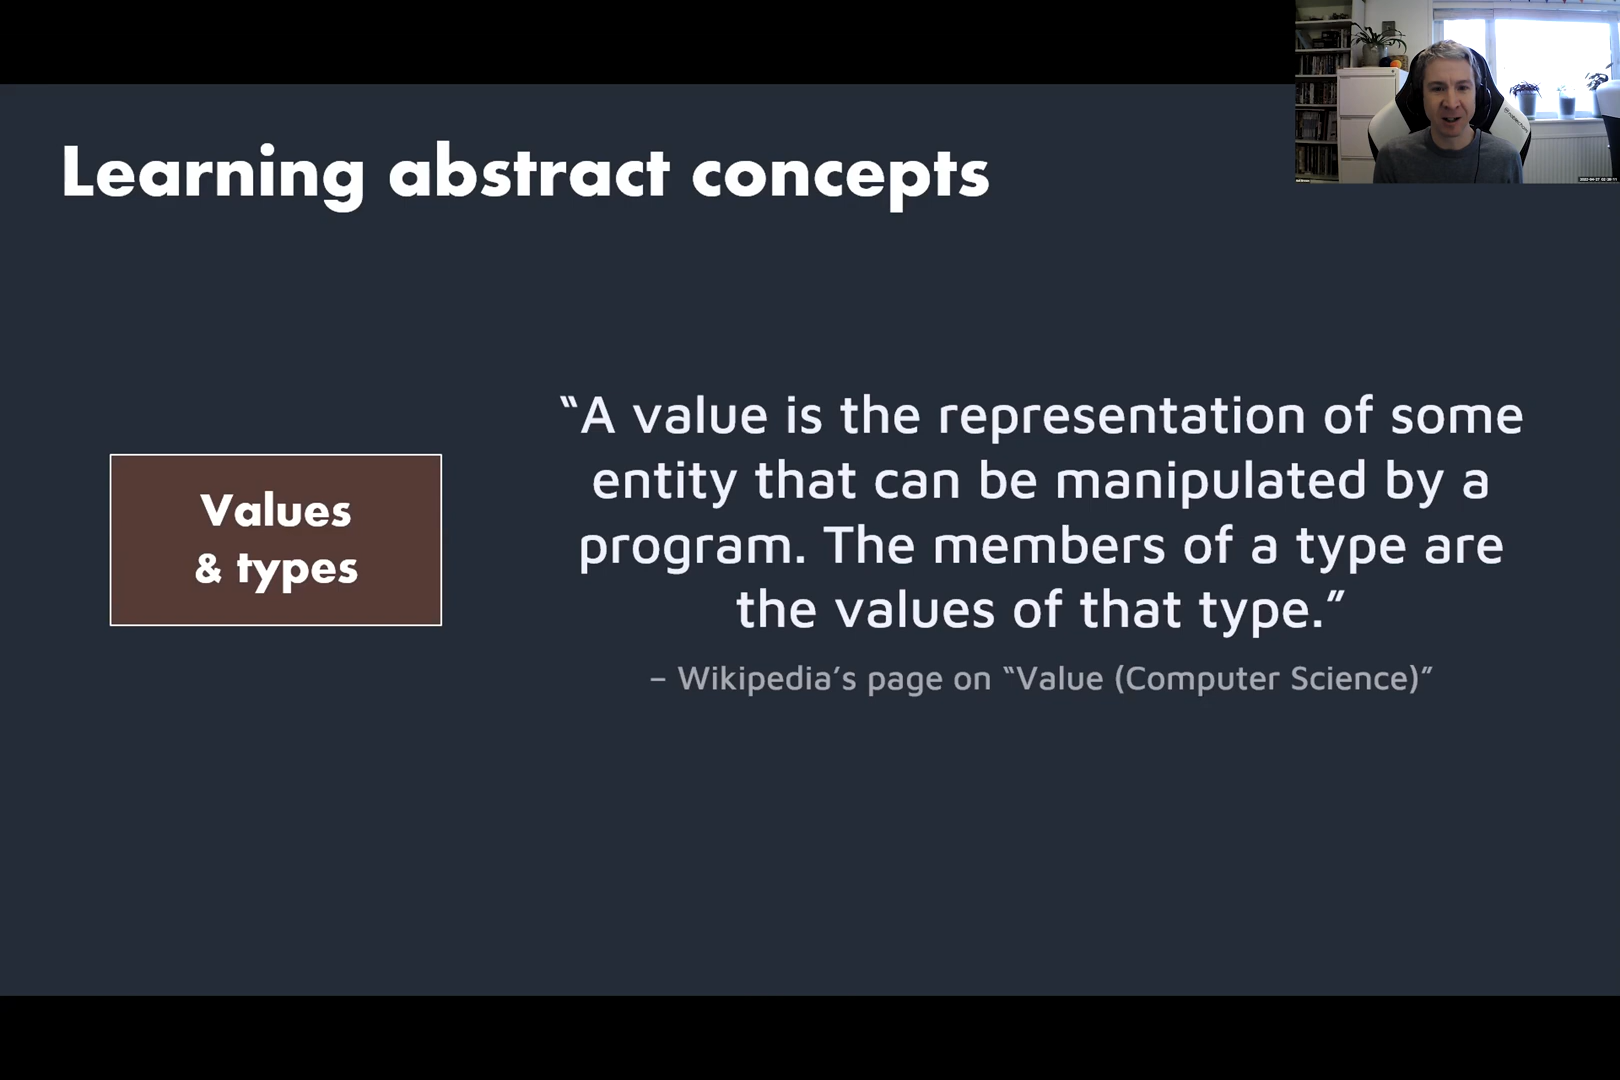 Learning abstract concepts
Values
& types
“A value is the representation of some
entity that can be manipulated by a
program. The members of a type are
the values of that type.”
– Wikipedia’s page on “Value (Computer Science)”